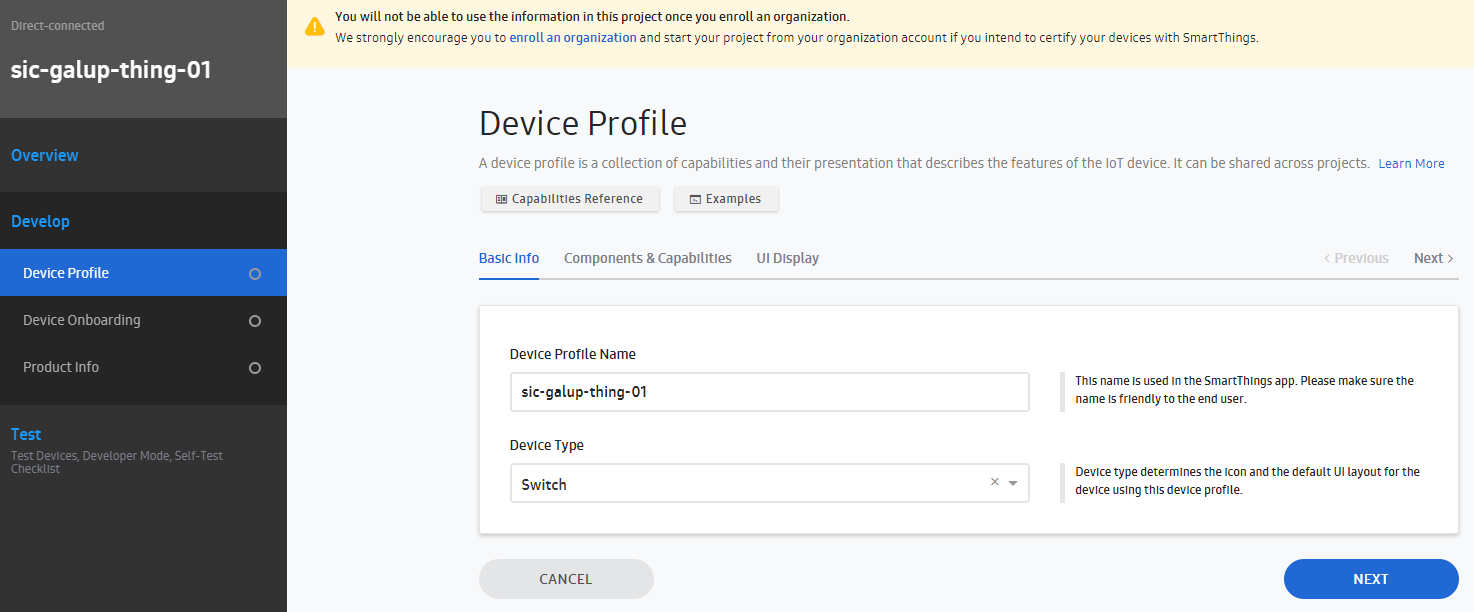 Direct-connected
sic-galup-thing-01
Overview
Develop
Device Profile
Device Onboarding
Product Info
Test
Test Devices, Developer Mode, Self-Test
Checklist
You will not be able to use the information in this project once you enroll an organization.
We strongly encourage you to enroll an organization and start your project from your organization account if you intend to certify your devices with SmartThings.
Device Profile
A device profile is a collection of capabilities and their presentation that describes the features of the IoT device. It can be shared across projects. Learn More
Capabilities Reference
Examples
Basic Info
Components & Capabilities
UI Display
< Previous
Next >
Device Profile Name
sic-galup-thing-01
This name is used in the SmartThings app. Please make sure the
name is friendly to the end user.
Device Type
Switch
×
Device type determines the icon and the default UI layout for the
device using this device profile.
CANCEL
NEXT